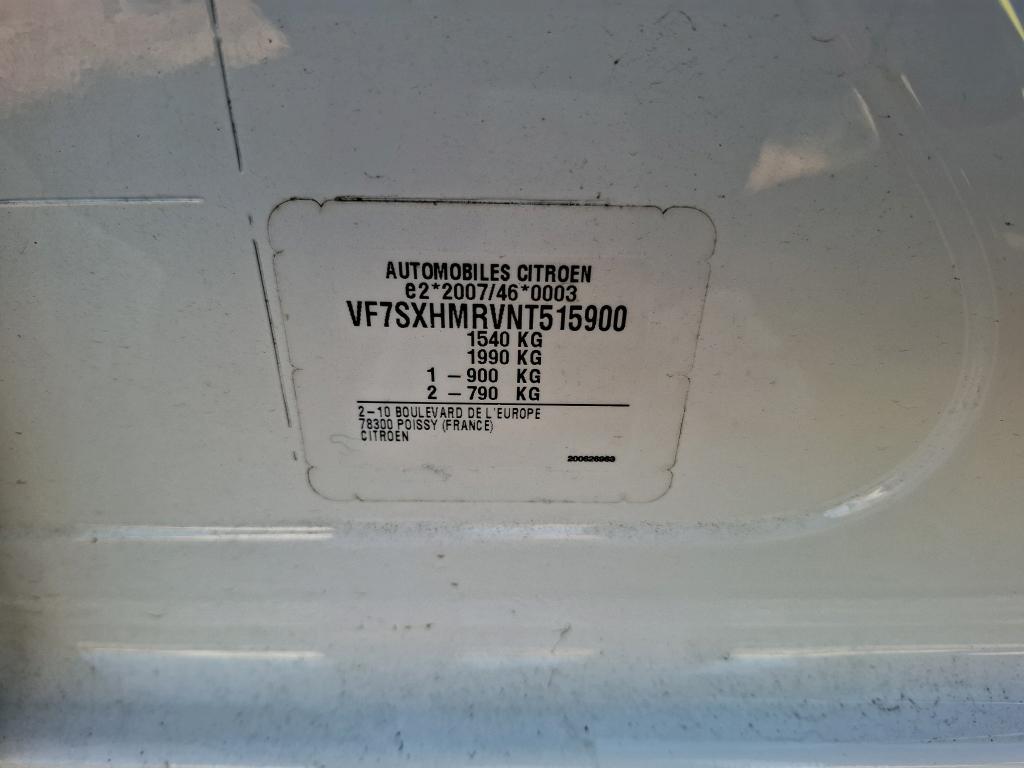 AUTOMOBILES CITROEN
e2*2007/46*0003
VF7SXHMRVNT515900
1540 KG
1990 KG
1 – 900 KG
2 – 790 KG
2–10 BOULEVARD DE L'EUROPE
78300 POISSY (FRANCE)
CITROEN
200626963